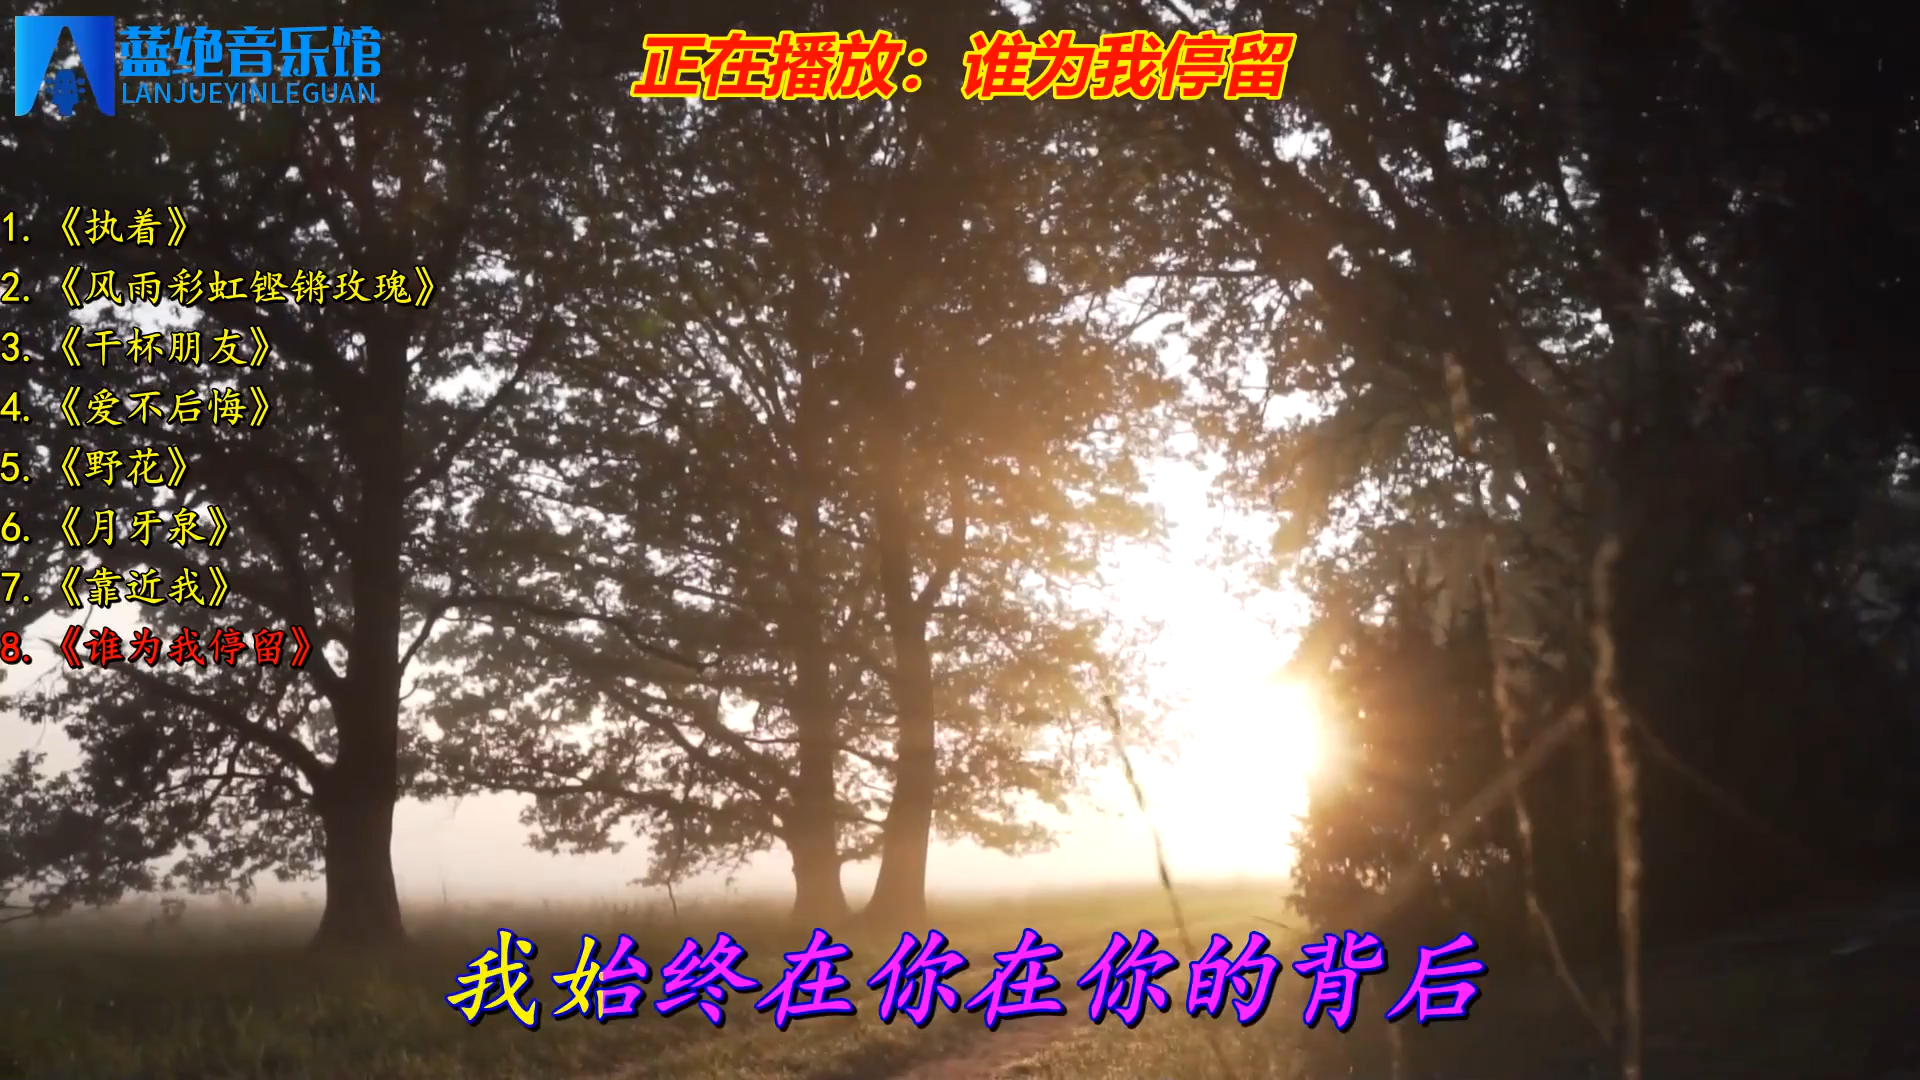 蓝绝音乐馆
LANJUEYINLEGUAN
正在播放：谁为我停留
1.《执着》
2.《风雨彩虹铿锵玫瑰》
3.《干杯朋友》
4.《爱不后悔》
5.《野花》
6.《月牙泉》
7.《靠近我》
8.《谁为我停留》
我始终在你在你的背后